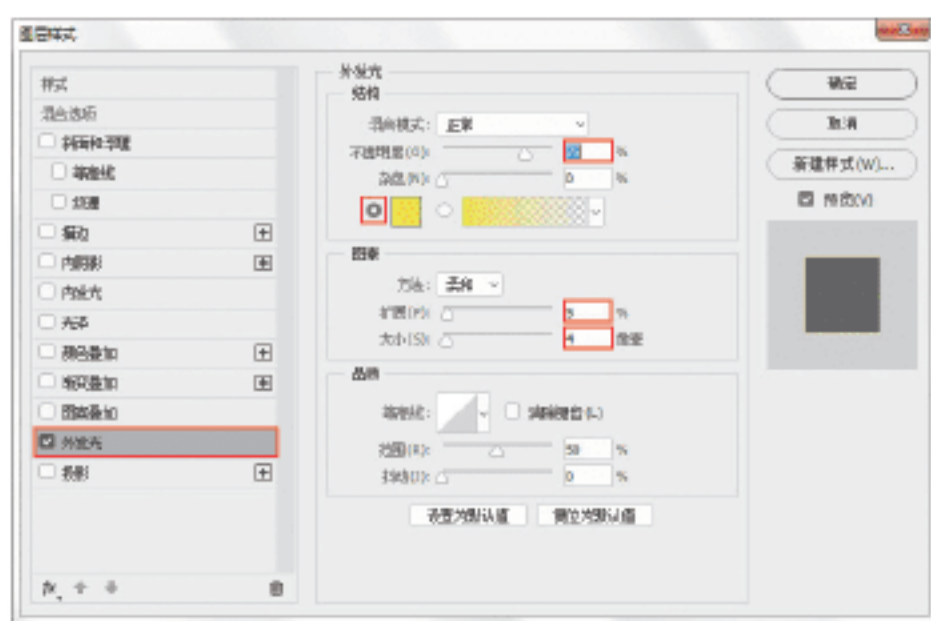 图层样式
样式
混合选项
斜面和浮雕
等高线
纹理
描边
内阴影
内发光
光泽
颜色叠加
渐变叠加
图案叠加
外发光
投影
fx
外发光
结构
混合模式: 正常
不透明度(O): %
杂色(N): 0 %
图素
方法: 柔和
扩展(P): %
大小(S): 4 像素
品质
等高线: 消除锯齿(L)
范围(R): 50 %
抖动(J): 0 %
设置为默认值 复位为默认值
确定
取消
新建样式(W)...
预览(V)